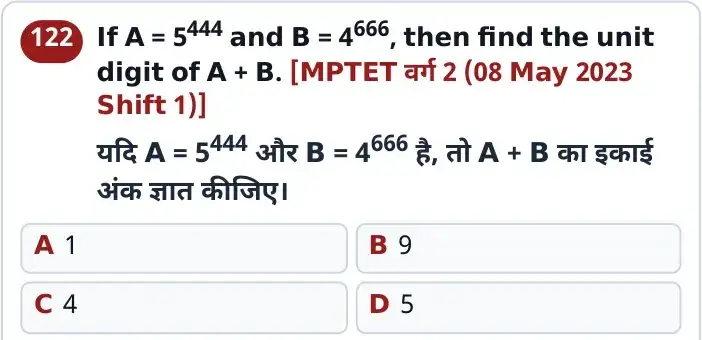 122 If A = 5⁴⁴⁴ and B = 4⁶⁶⁶, then find the unit
digit of A + B. [MPTET वर्ग 2 (08 May 2023
Shift 1)]
यदि A = 5⁴⁴⁴ और B = 4⁶⁶⁶ है, तो A + B का इकाई
अंक ज्ञात कीजिए।
A 1 B 9
C 4 D 5